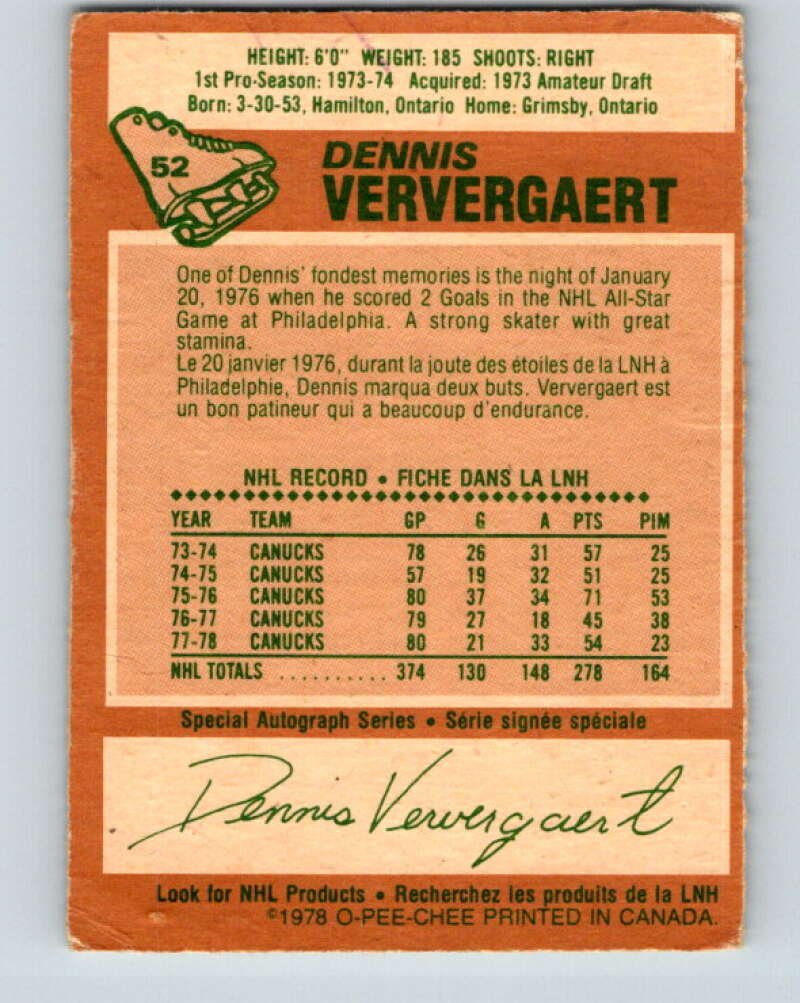 HEIGHT: 6'0" WEIGHT: 185 SHOOTS: RIGHT
1st Pro-Season: 1973-74 Acquired: 1973 Amateur Draft
Born: 3-30-53, Hamilton, Ontario Home: Grimsby, Ontario
52
DENNIS
VERVERGAERT
One of Dennis' fondest memories is the night of January
20, 1976 when he scored 2 Goals in the NHL All-Star
Game at Philadelphia. A strong skater with great
stamina.
Le 20 janvier 1976, durant la joute des étoiles de la LNH à
Philadelphie, Dennis marqua deux buts. Ververgaert est
un bon patineur qui a beaucoup d'endurance.
NHL RECORD • FICHE DANS LA LNH
YEAR TEAM GP G A PTS PIM
73-74 CANUCKS 78 26 31 57 25
74-75 CANUCKS 57 19 32 51 25
75-76 CANUCKS 80 37 34 71 53
76-77 CANUCKS 79 27 18 45 38
77-78 CANUCKS 80 21 33 54 23
NHL TOTALS .......... 374 130 148 278 164
Special Autograph Series • Série signée spéciale
Dennis Ververgaert
Look for NHL Products • Recherchez les produits de la LNH
©1978 O-PEE-CHEE PRINTED IN CANADA.